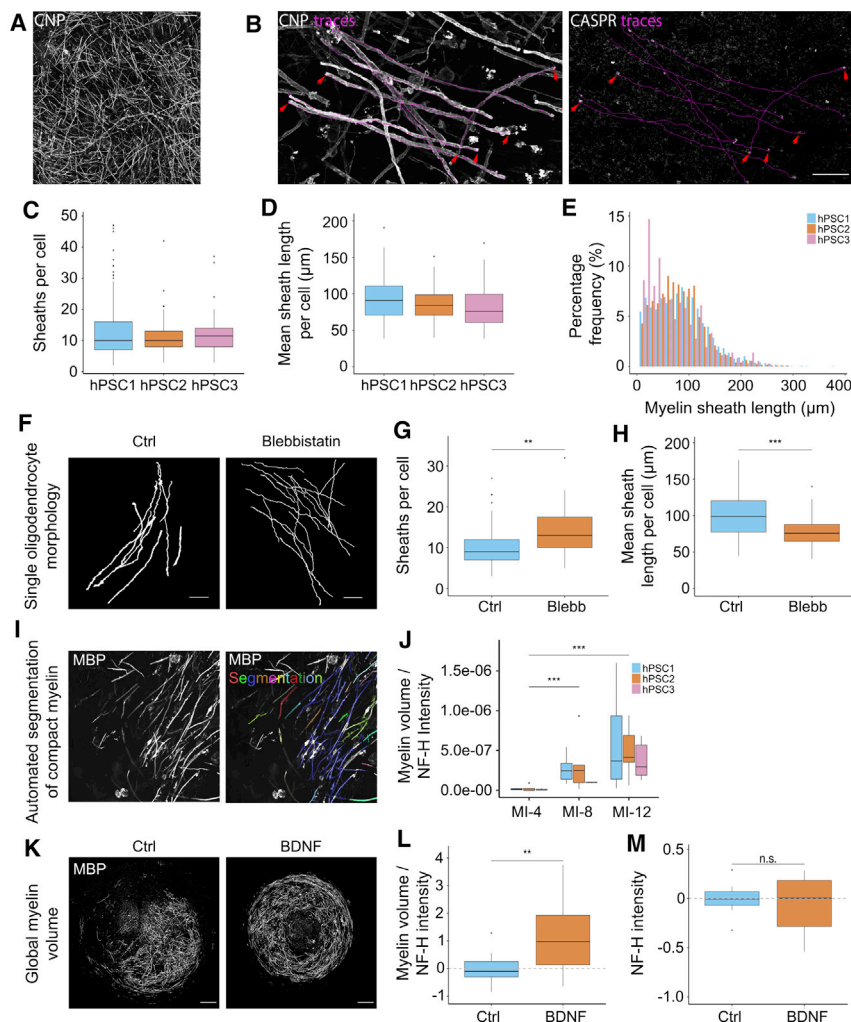 A
CNP
B
CNP traces
CASPR traces
C
Sheaths per cell
50
40
30
20
10
0
hPSC1 hPSC2 hPSC3
D
Mean sheath length
per cell (µm)
200
150
100
50
0
hPSC1 hPSC2 hPSC3
E
Percentage
frequency (%)
15
10
5
0
hPSC1
hPSC2
hPSC3
0 100 200 300 400
Myelin sheath length (µm)
F
Single oligodendrocyte
morphology
Ctrl
Blebbistatin
G
Sheaths per cell
30
20
10
0
**
Ctrl Blebb
H
Mean sheath
length per cell (µm)
200
150
100
50
0
***
Ctrl Blebb
I
Automated segmentation
of compact myelin
MBP
MBP
Segmentation
J
Myelin volume /
NF-H Intensity
1.5e-06
1.0e-06
5.0e-07
0.0e-00
***
***
hPSC1
hPSC2
hPSC3
MI-4 MI-8 MI-12
K
Global myelin
volume
Ctrl
BDNF
MBP
L
Myelin volume /
NF-H intensity
4
3
2
1
0
-1
**
Ctrl BDNF
M
NF-H intensity
0.5
0
-0.5
-1.0
n.s.
Ctrl BDNF